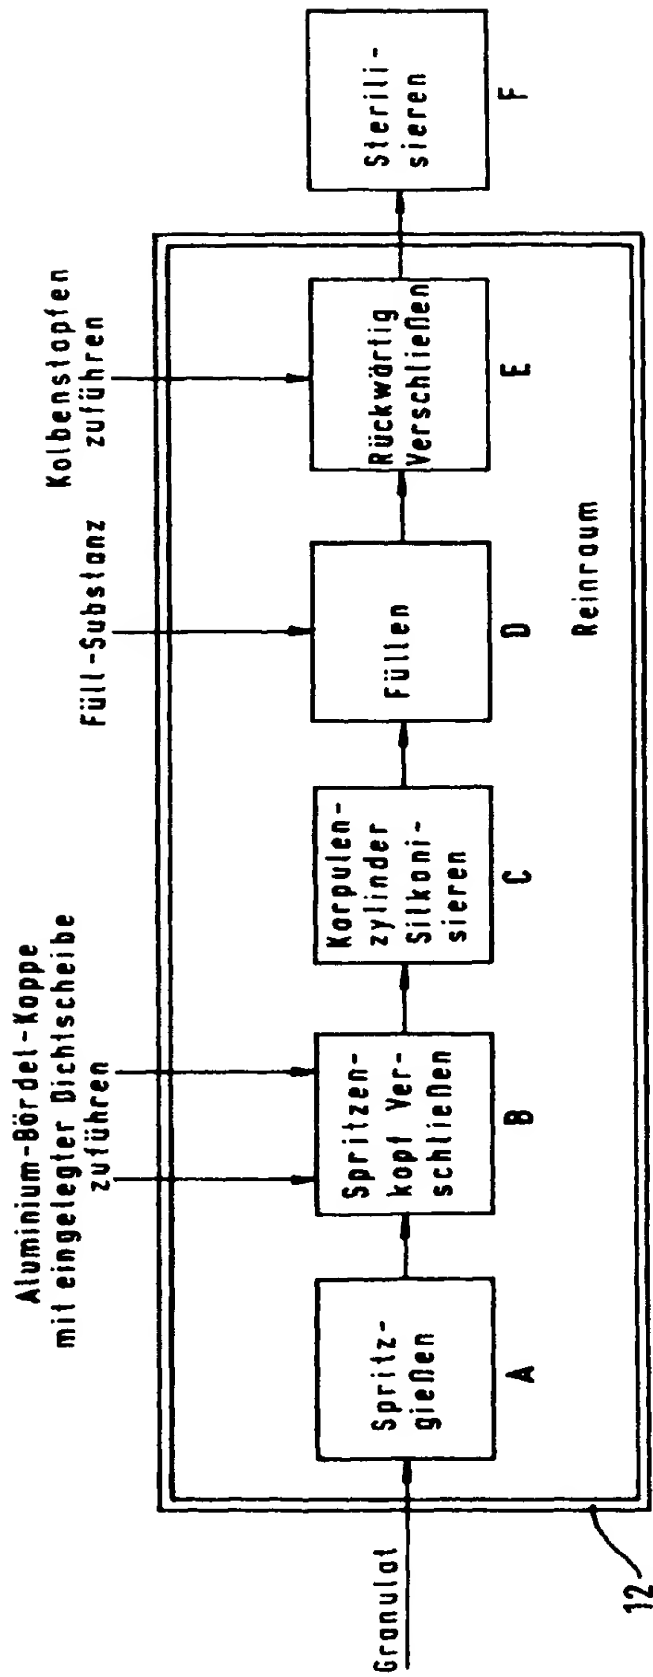 Granulat
12
Spritz-
gießen
A
Aluminium-Bördel-Kappe
mit eingelegter Dichtscheibe
zuführen
Spritzen-
kopf Ver-
schließen
B
Karpulen-
zylinder
Silkoni-
sieren
C
Füll-Substanz
Füllen
D
Kolbenstopfen
zuführen
Rückwärtig
Verschließen
E
Reinraum
Sterili-
sieren
F